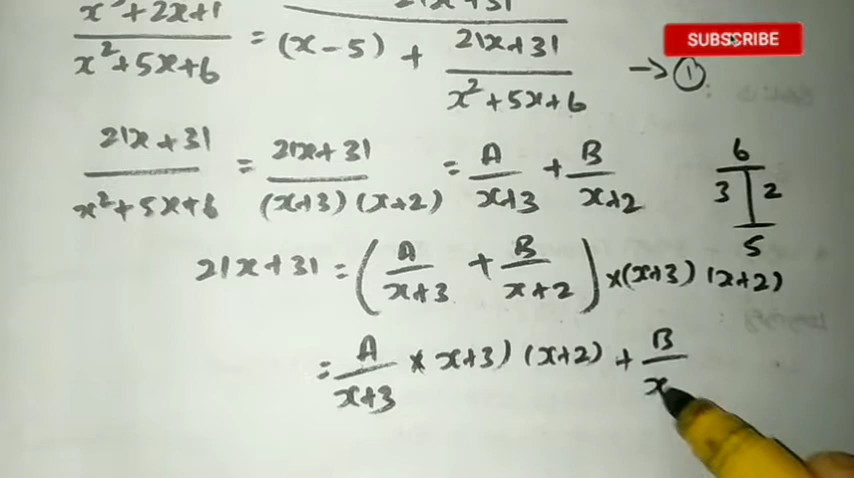 x³+2x+1 / x²+5x+6 = (x-5) + 21x+31 / x²+5x+6 → ①
SUBSCRIBE
21x+31 / x²+5x+6 = 21x+31 / (x+3)(x+2) = A / x+3 + B / x+2
6
3 2
5
21x+31 = (A / x+3 + B / x+2) × (x+3) (x+2)
= A / x+3 × x+3) (x+2) + B / x